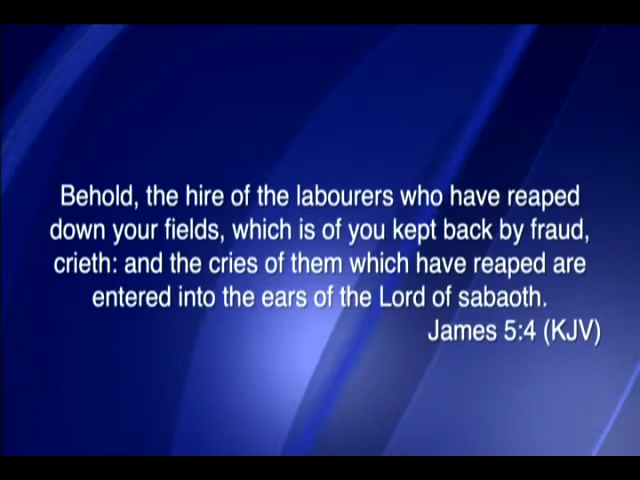 Behold, the hire of the labourers who have reaped
down your fields, which is of you kept back by fraud,
crieth: and the cries of them which have reaped are
entered into the ears of the Lord of sabaoth.
James 5:4 (KJV)